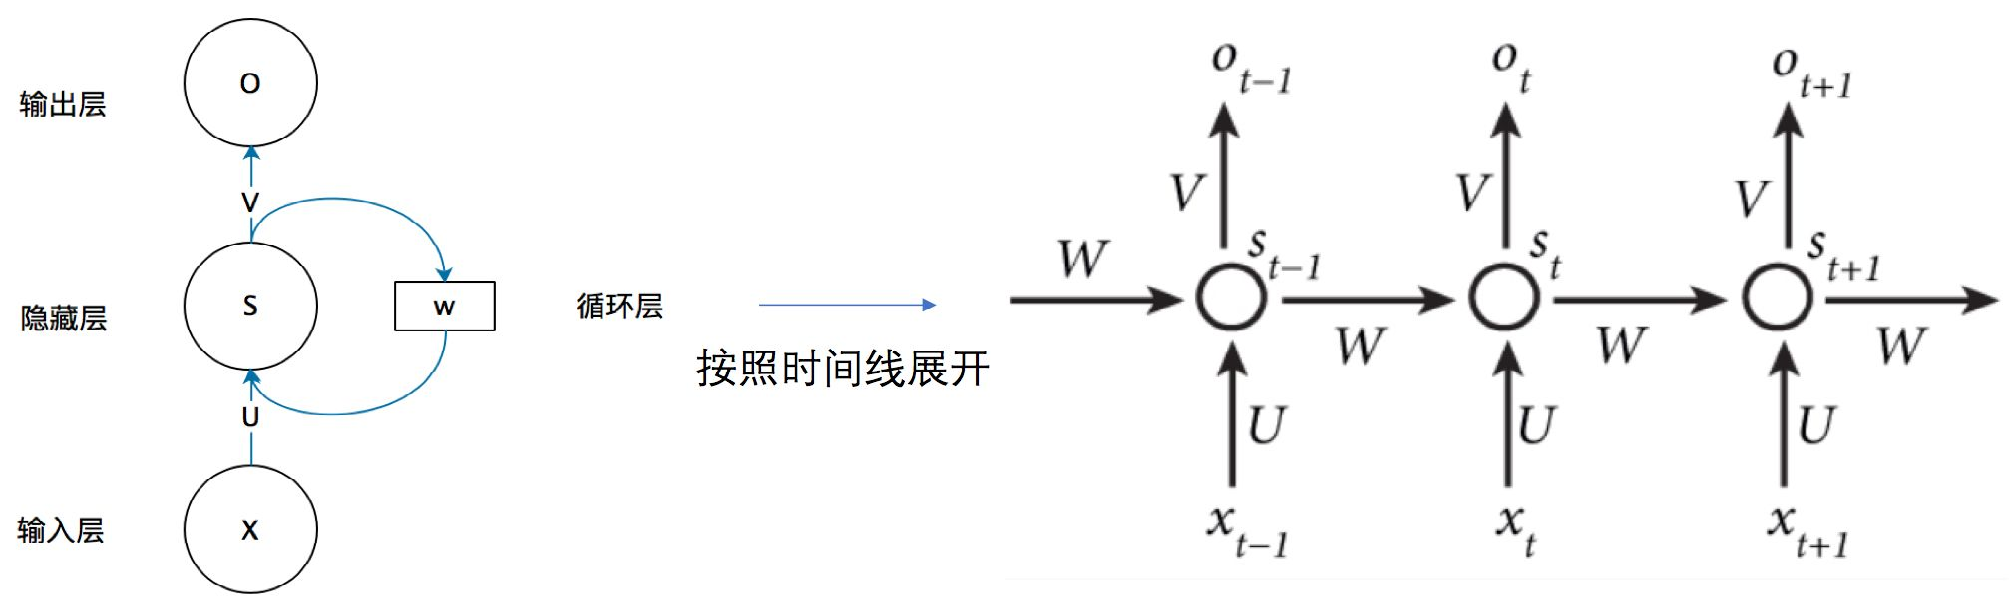 输出层
O
V
隐藏层
S
w
循环层
U
输入层
X
按照时间线展开
o_{t-1}
o_t
o_{t+1}
V
V
V
W
s_{t-1}
s_t
s_{t+1}
W
W
W
U
U
U
x_{t-1}
x_t
x_{t+1}